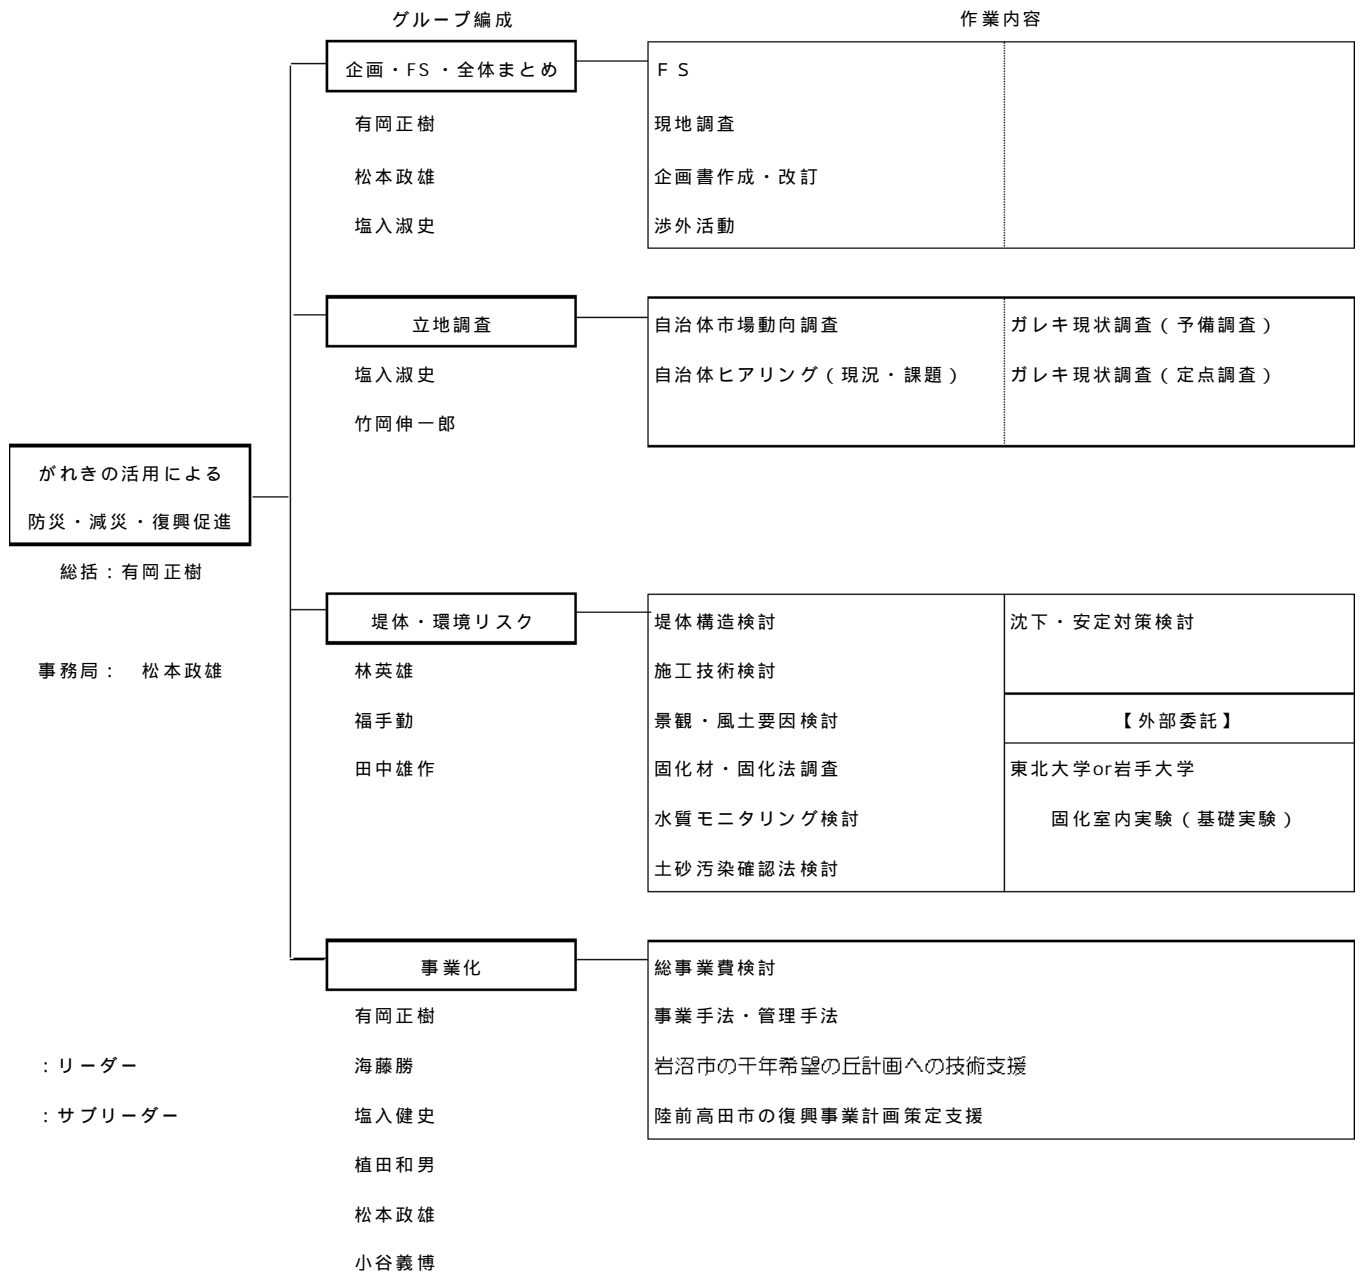 グループ編成
作業内容
企画・FS・全体まとめ
有岡正樹
松本政雄
塩入淑史
ＦＳ
現地調査
企画書作成・改訂
渉外活動
立地調査
塩入淑史
竹岡伸一郎
自治体市場動向調査
自治体ヒアリング（現況・課題）
ガレキ現状調査（予備調査）
ガレキ現状調査（定点調査）
がれきの活用による
防災・減災・復興促進
総括：有岡正樹
事務局：　松本政雄
堤体・環境リスク
林英雄
福手勤
田中雄作
堤体構造検討
施工技術検討
景観・風土要因検討
固化材・固化法調査
水質モニタリング検討
土砂汚染確認法検討
沈下・安定対策検討
【外部委託】
東北大学or岩手大学
固化室内実験（基礎実験）
事業化
有岡正樹
海藤勝
塩入健史
植田和男
松本政雄
小谷義博
総事業費検討
事業手法・管理手法
岩沼市の千年希望の丘計画への技術支援
陸前高田市の復興事業計画策定支援
：リーダー
：サブリーダー